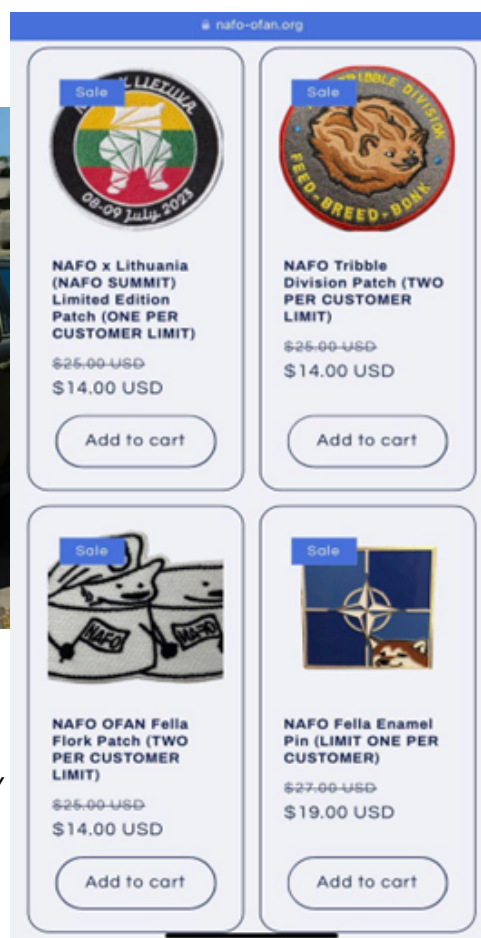 nafo-ofan.org
Sale
LIETUVA
08-09 July 2023
NAFO x Lithuania
(NAFO SUMMIT)
Limited Edition
Patch (ONE PER
CUSTOMER LIMIT)
$25.00 USD
$14.00 USD
Add to cart
Sale
TRIBBLE DIVISION
FEED-BREED-BONK
NAFO Tribble
Division Patch (TWO
PER CUSTOMER
LIMIT)
$25.00 USD
$14.00 USD
Add to cart
Sale
NAFO
NAFO OFAN Fella
Flork Patch (TWO
PER CUSTOMER
LIMIT)
$25.00 USD
$14.00 USD
Add to cart
Sale
NAFO Fella Enamel
Pin (LIMIT ONE PER
CUSTOMER)
$27.00 USD
$19.00 USD
Add to cart